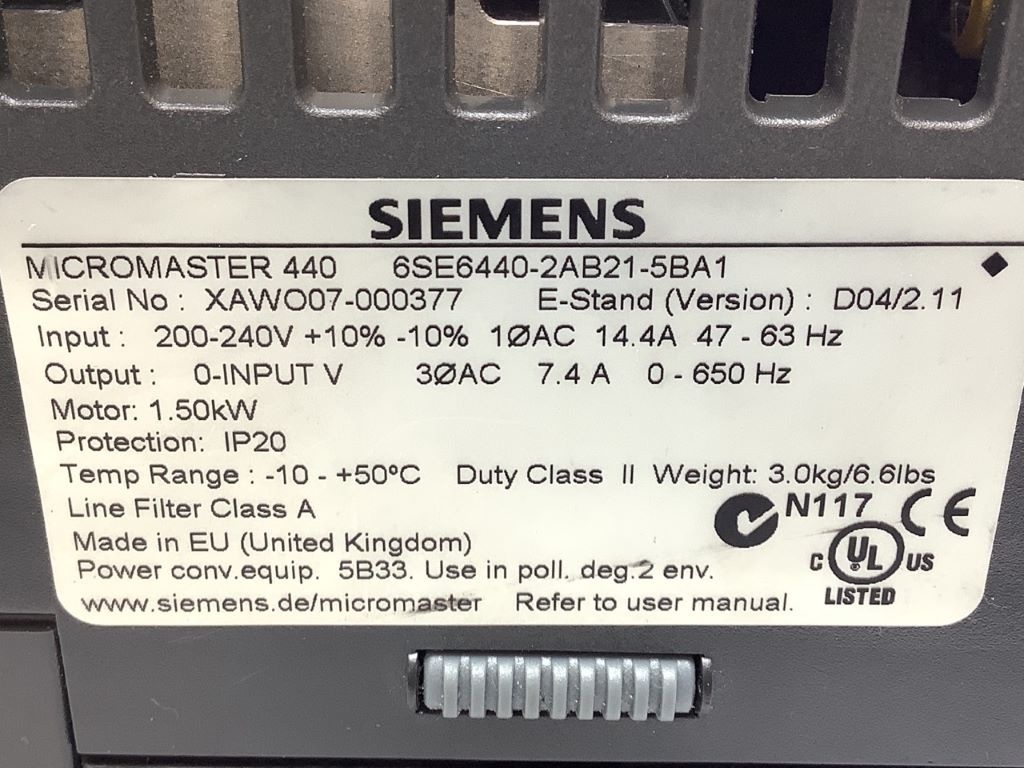 SIEMENS
MICROMASTER 440 6SE6440-2AB21-5BA1
Serial No : XAWO07-000377 E-Stand (Version) : D04/2.11
Input : 200-240V +10% -10% 1ØAC 14.4A 47 - 63 Hz
Output : 0-INPUT V 3ØAC 7.4 A 0 - 650 Hz
Motor: 1.50kW
Protection: IP20
Temp Range : -10 - +50ºC Duty Class II Weight: 3.0kg/6.6lbs
Line Filter Class A
N117 CE
Made in EU (United Kingdom)
C UL US
Power conv.equip. 5B33. Use in poll. deg.2 env.
LISTED
www.siemens.de/micromaster Refer to user manual.